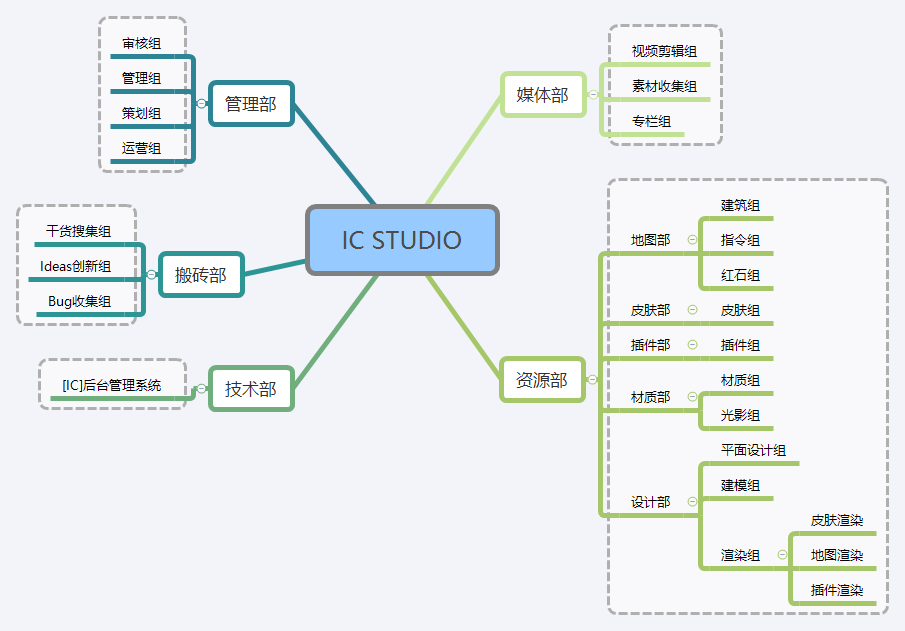 IC STUDIO
管理部
审核组
管理组
策划组
运营组
搬砖部
干货搜集组
Ideas创新组
Bug收集组
技术部
[IC]后台管理系统
媒体部
视频剪辑组
素材收集组
专栏组
资源部
地图部
建筑组
指令组
红石组
皮肤部
皮肤组
插件部
插件组
材质部
材质组
光影组
设计部
平面设计组
建模组
渲染组
皮肤渲染
地图渲染
插件渲染